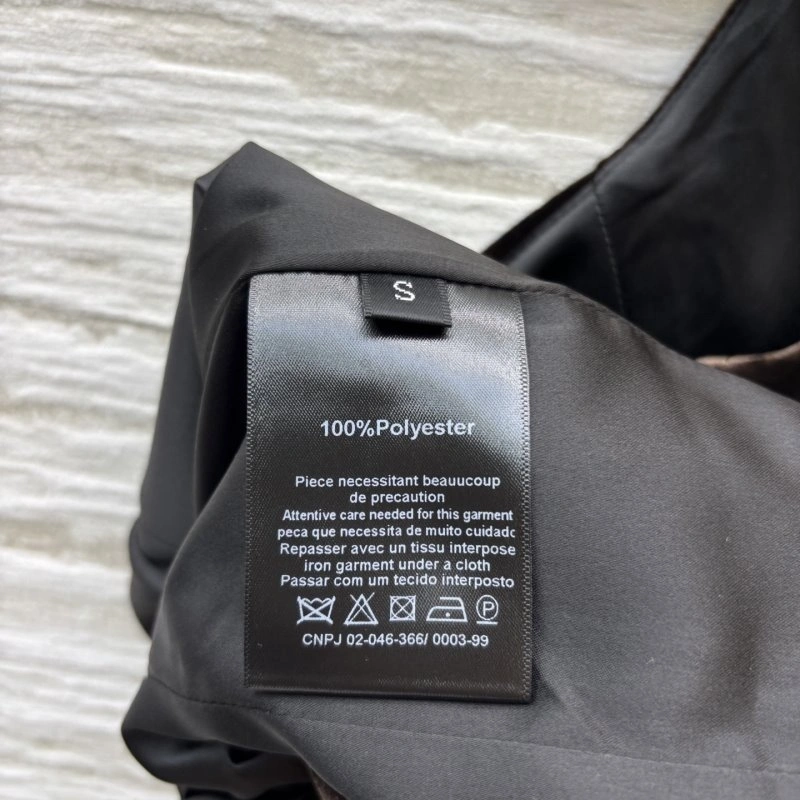 S
100%Polyester
Piece necessitant beauucoup
de precaution
Attentive care needed for this garment
peca que necessita de muito cuidado
Repasser avec un tissu interpose
iron garment under a cloth
Passar com um tecido interposto
P
CNPJ 02-046-366/ 0003-99